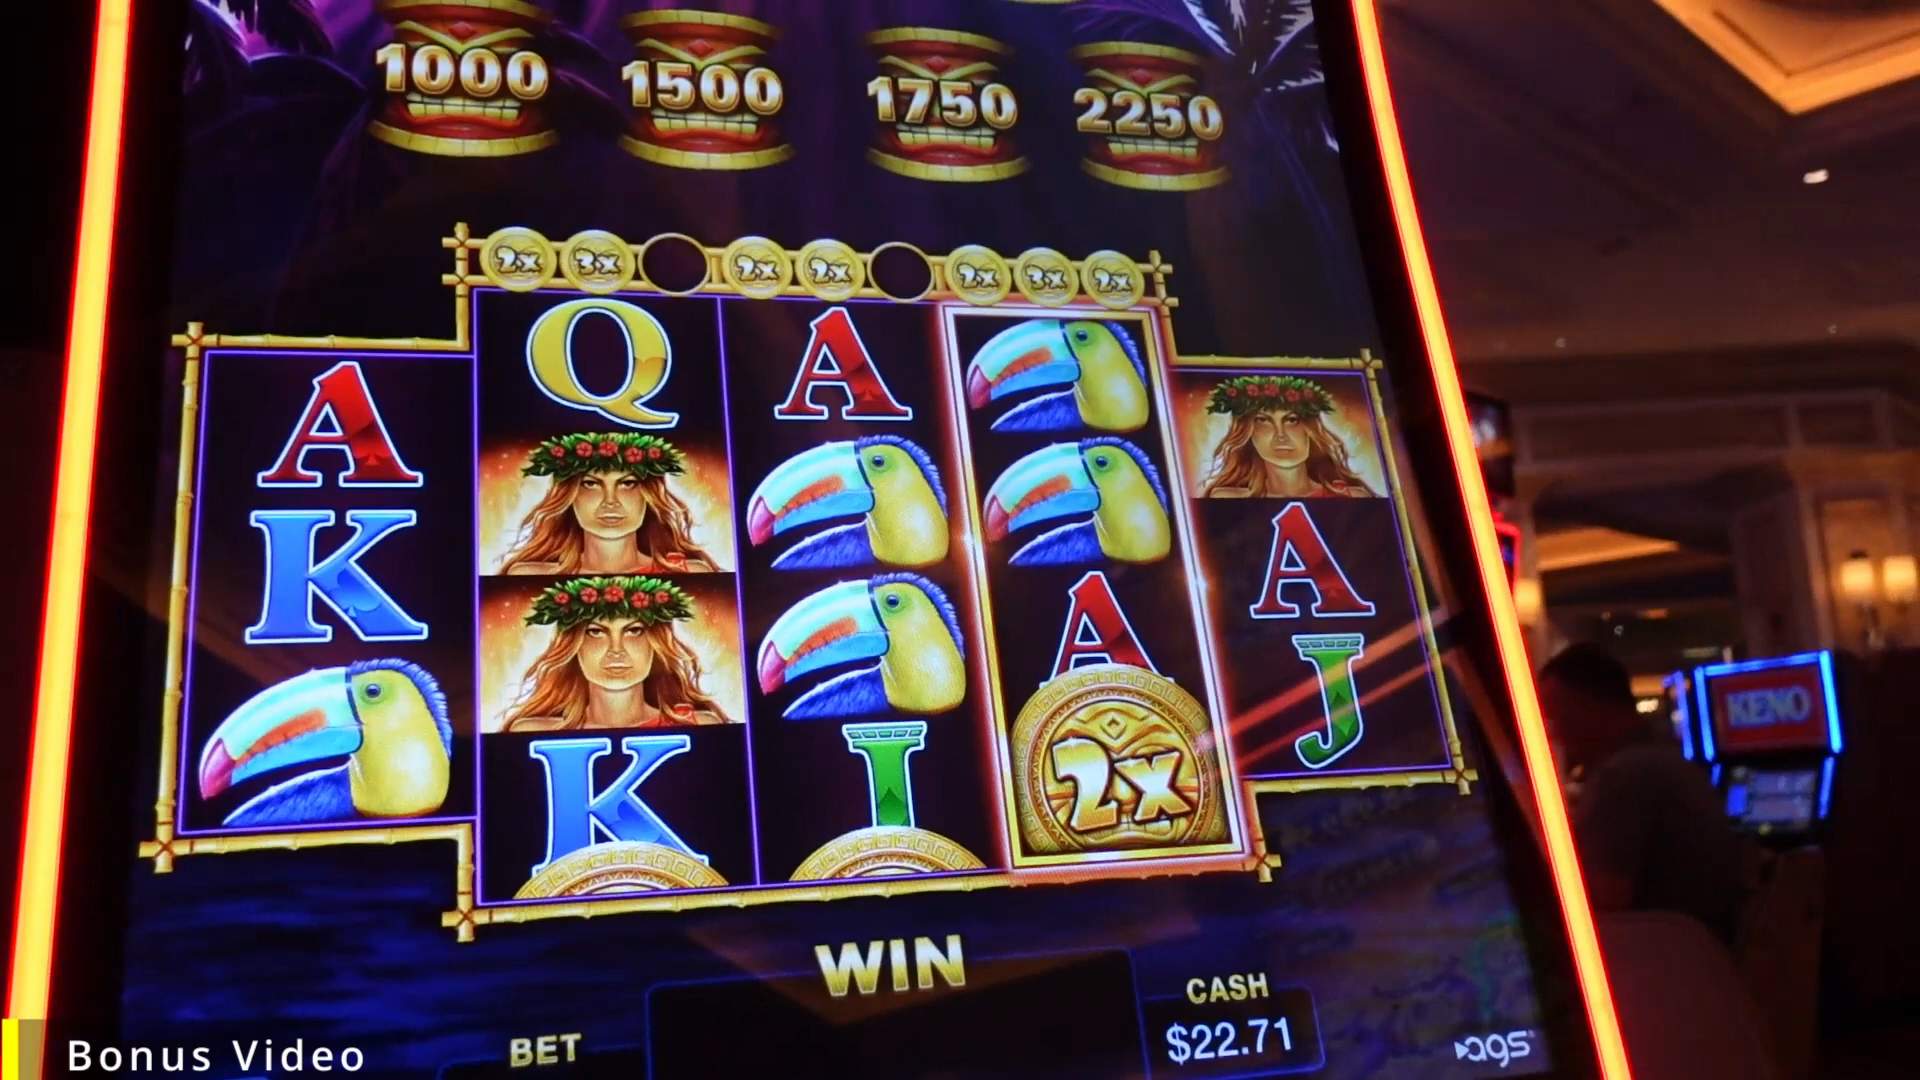 1000 1500 1750 2250
2x 3x 2x 2x 2x 3x 2x
Q A
A
K A
K J A 2x J
WIN
CASH
$22.71
BET
ags
KENO
Bonus Video